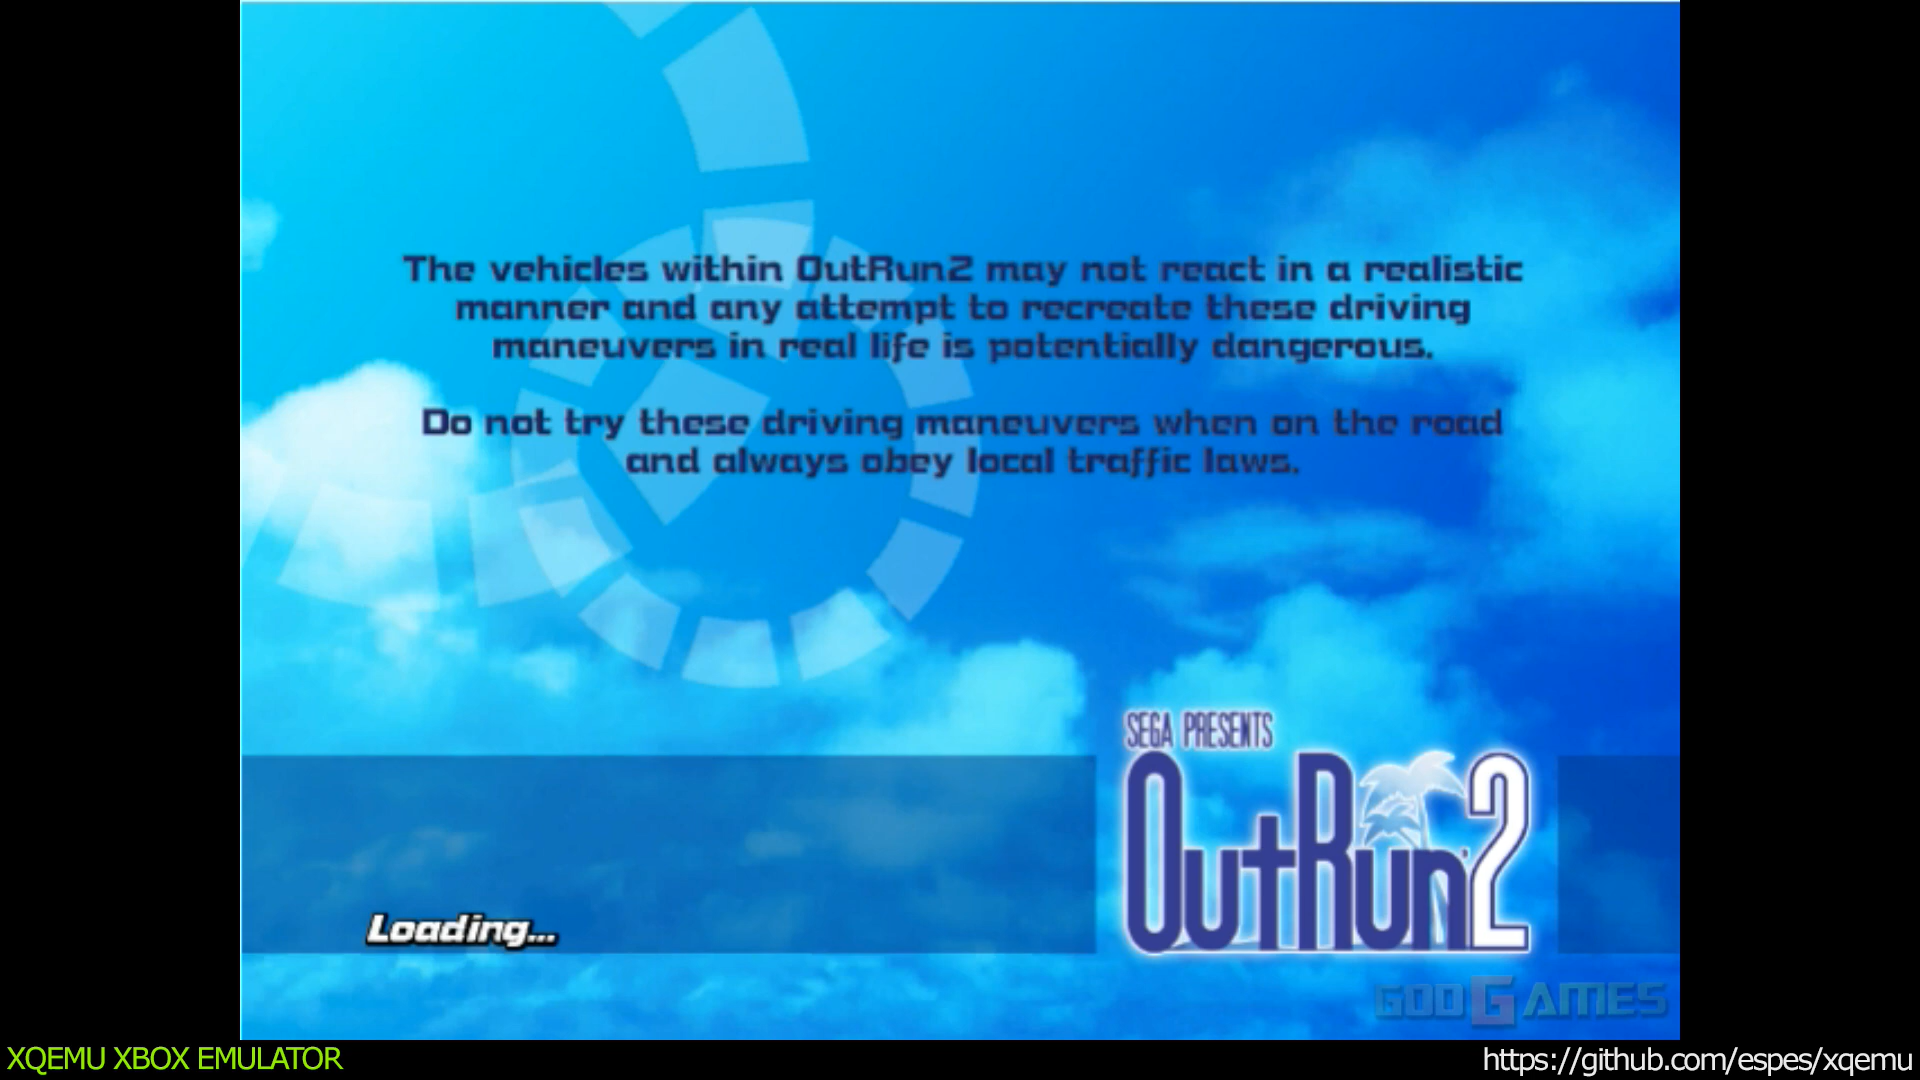 The vehicles within OutRun2 may not react in a realistic
manner and any attempt to recreate these driving
maneuvers in real life is potentially dangerous.
Do not try these driving maneuvers when on the road
and always obey local traffic laws.
SEGA PRESENTS
OutRun2
Loading...
GODGAMES
XQEMU XBOX EMULATOR
https://github.com/espes/xqemu